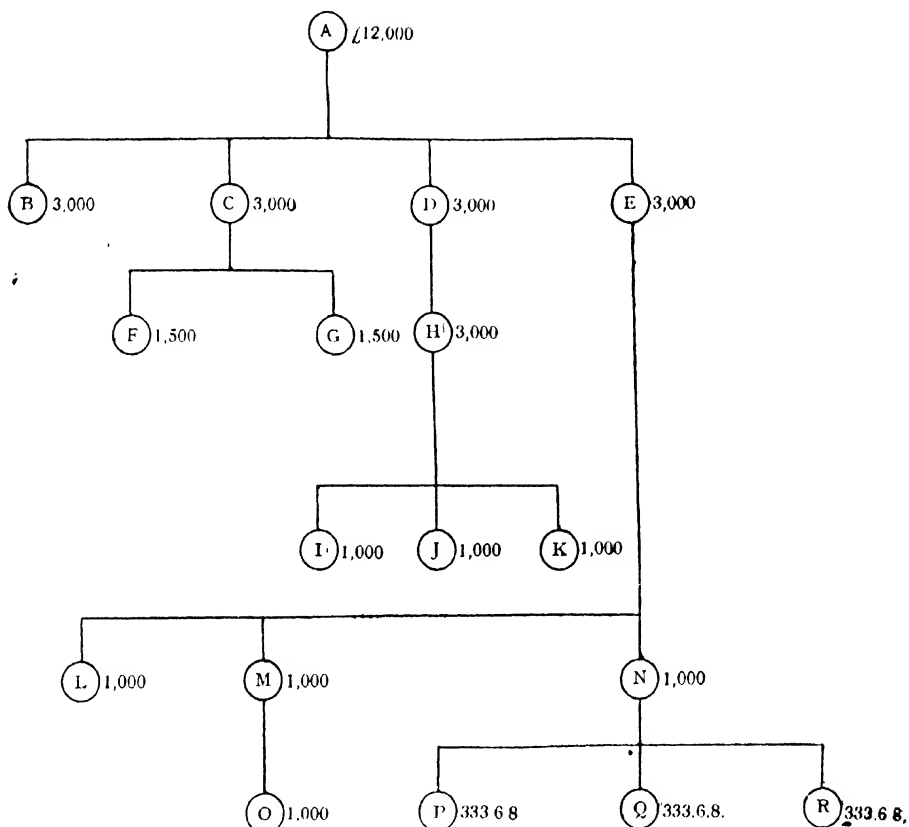 A £12,000
B 3,000 C 3,000 D 3,000 E 3,000
F 1,500 G 1,500 H 3,000
I 1,000 J 1,000 K 1,000
L 1,000 M 1,000 N 1,000
O 1,000 P 333 6 8 Q 333.6.8. R 333.6 8,